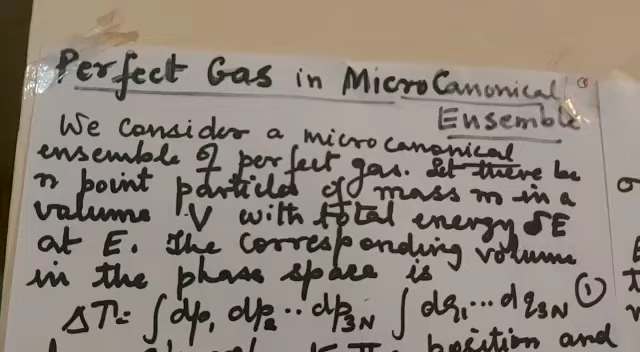 Perfect Gas in MicroCanonical
Ensemble
We consider a microcanonical
ensemble of perfect gas. Let there be
n point particles of mass m in a
volume V with total energy δE
at E. The corresponding volume
in the phase space is
ΔΓ= ∫dp₁ dp₂..dp₃N ∫dq₁...dq₃N ①
position and